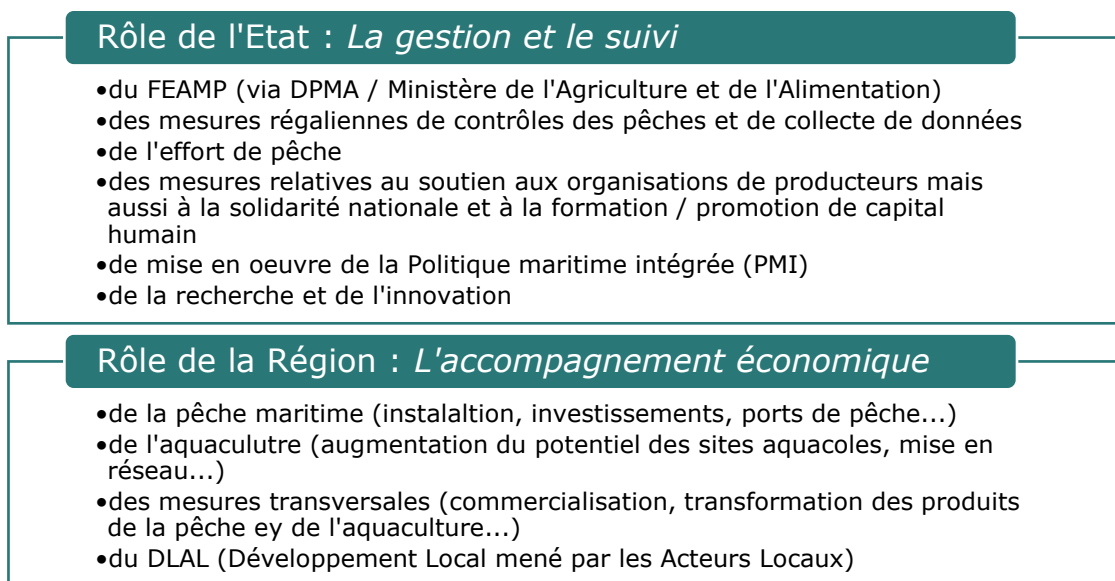 Rôle de l'Etat : La gestion et le suivi
•du FEAMP (via DPMA / Ministère de l'Agriculture et de l'Alimentation)
•des mesures régaliennes de contrôles des pêches et de collecte de données
•de l'effort de pêche
•des mesures relatives au soutien aux organisations de producteurs mais
aussi à la solidarité nationale et à la formation / promotion de capital
humain
•de mise en oeuvre de la Politique maritime intégrée (PMI)
•de la recherche et de l'innovation
Rôle de la Région : L'accompagnement économique
•de la pêche maritime (instalaltion, investissements, ports de pêche...)
•de l'aquaculutre (augmentation du potentiel des sites aquacoles, mise en
réseau...)
•des mesures transversales (commercialisation, transformation des produits
de la pêche ey de l'aquaculture...)
•du DLAL (Développement Local mené par les Acteurs Locaux)